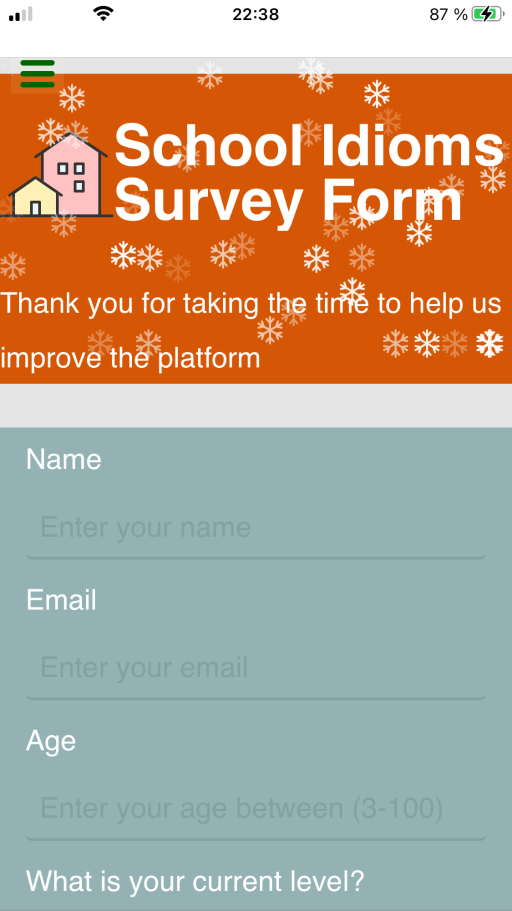 22:38
87 %
School Idioms
Survey Form
Thank you for taking the time to help us
improve the platform
Name
Enter your name
Email
Enter your email
Age
Enter your age between (3-100)
What is your current level?